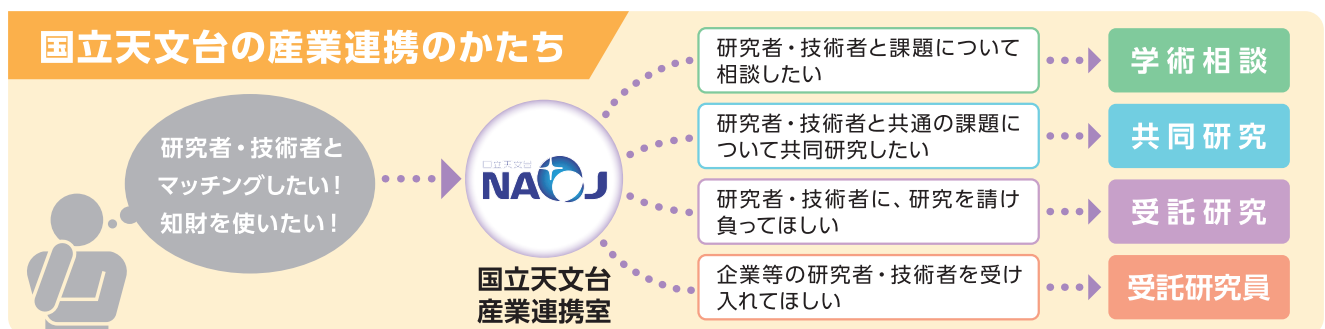 国立天文台の産業連携のかたち
研究者・技術者と
マッチングしたい!
知財を使いたい!
国立天文台
NAOJ
国立天文台
産業連携室
研究者・技術者と課題について
相談したい
学術相談
研究者・技術者と共通の課題に
ついて共同研究したい
共同研究
研究者・技術者に、研究を請け
負ってほしい
受託研究
企業等の研究者・技術者を受け
入れてほしい
受託研究員